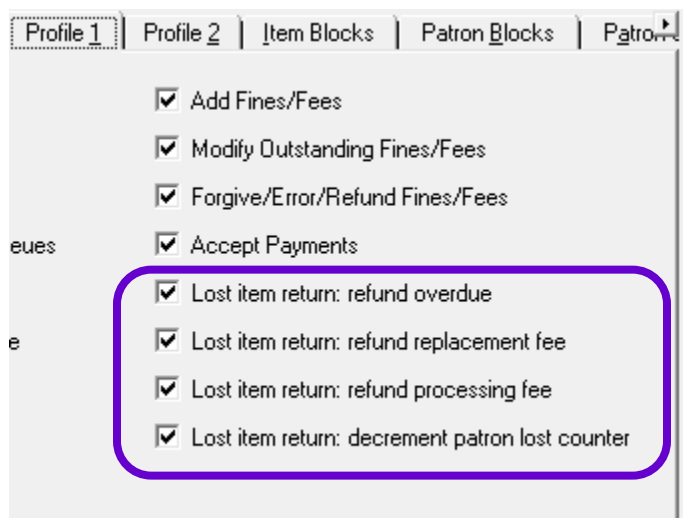 Profile 1 Profile 2 Item Blocks Patron Blocks
Add Fines/Fees
Modify Outstanding Fines/Fees
Forgive/Error/Refund Fines/Fees
eues Accept Payments
Lost item return: refund overdue
e Lost item return: refund replacement fee
Lost item return: refund processing fee
Lost item return: decrement patron lost counter